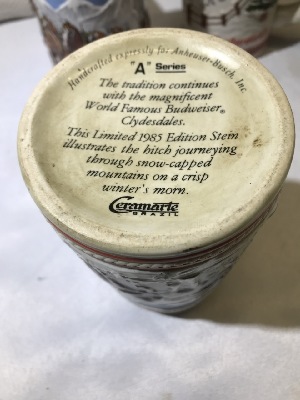 Handcrafted expressly for Anheuser-Busch, Inc.
"A" Series
The tradition continues
with the magnificent
World Famous Budweiser®
Clydesdales.
This Limited 1985 Edition Stein
illustrates the hitch journeying
through snow-capped
mountains on a crisp
winter's morn.
Ceramarte
BRAZIL